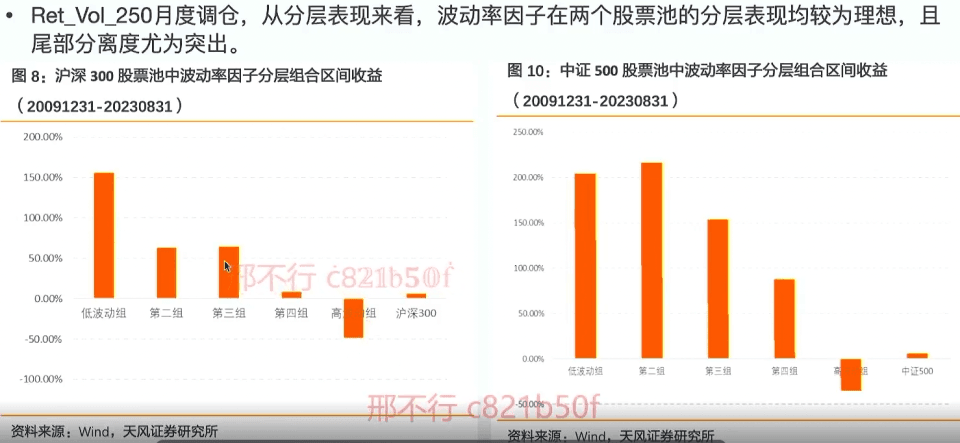 • Ret_Vol_250月度调仓，从分层表现来看，波动率因子在两个股票池的分层表现均较为理想，且
尾部分离度尤为突出。
图 8：沪深 300 股票池中波动率因子分层组合区间收益
（20091231-20230831）
200.00%
150.00%
100.00%
50.00%
0.00%
-50.00%
-100.00%
低波动组 第二组 第三组 第四组 高 组 沪深300
资料来源：Wind，天风证券研究所
图 10：中证 500 股票池中波动率因子分层组合区间收益
（20091231-20230831）
250.00%
200.00%
150.00%
100.00%
50.00%
0.00%
-50.00%
低波动组 第二组 第三组 第四组 组 中证500
资料来源：Wind，天风证券研究所
邢不行 c821b50f
邢不行 c821b50f